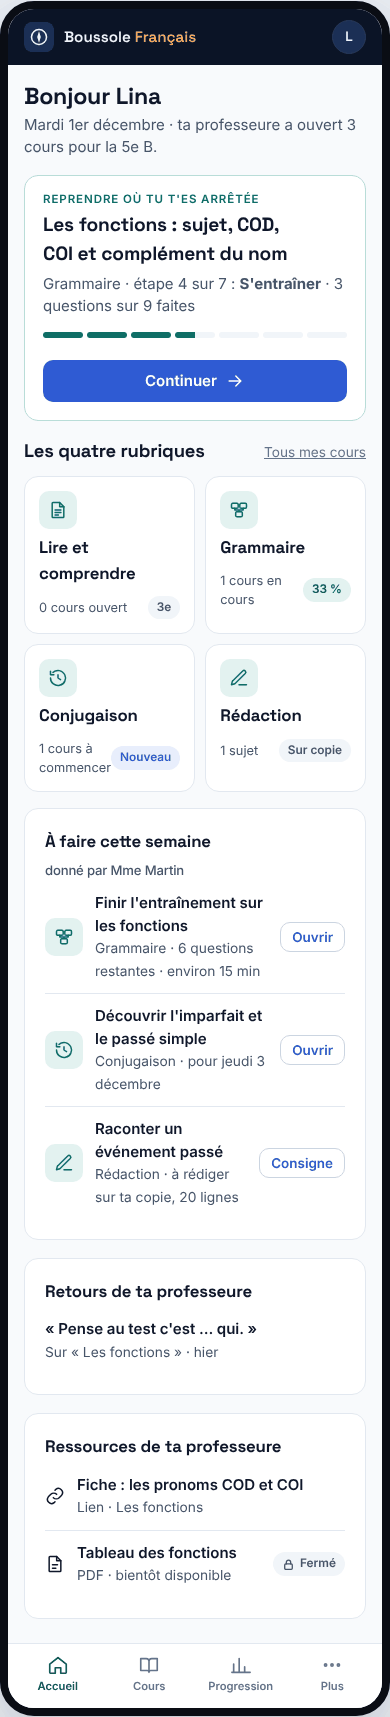 Boussole Français
L
Bonjour Lina
Mardi 1er décembre · ta professeure a ouvert 3
cours pour la 5e B.
REPRENDRE OÙ TU T'ES ARRÊTÉE
Les fonctions : sujet, COD,
COI et complément du nom
Grammaire · étape 4 sur 7 : S'entraîner · 3
questions sur 9 faites
Continuer →
Les quatre rubriques
Tous mes cours
Lire et
comprendre
0 cours ouvert
3e
Grammaire
1 cours en
cours
33 %
Conjugaison
1 cours à
commencer
Nouveau
Rédaction
1 sujet
Sur copie
À faire cette semaine
donné par Mme Martin
Finir l'entraînement sur
les fonctions
Grammaire · 6 questions
restantes · environ 15 min
Ouvrir
Découvrir l'imparfait et
le passé simple
Conjugaison · pour jeudi 3
décembre
Ouvrir
Raconter un
événement passé
Rédaction · à rédiger
sur ta copie, 20 lignes
Consigne
Retours de ta professeure
« Pense au test c'est ... qui. »
Sur « Les fonctions » · hier
Ressources de ta professeure
Fiche : les pronoms COD et COI
Lien · Les fonctions
Tableau des fonctions
PDF · bientôt disponible
Fermé
Accueil
Cours
Progression
Plus